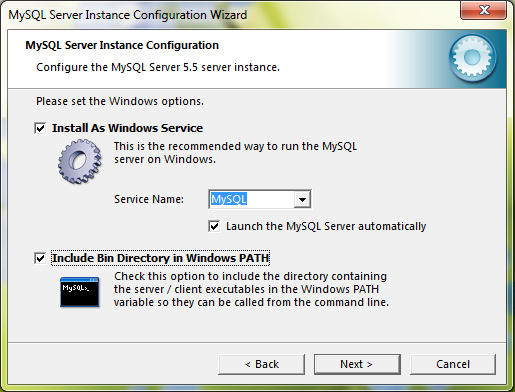 MySQL Server Instance Configuration Wizard
MySQL Server Instance Configuration
Configure the MySQL Server 5.5 server instance.
Please set the Windows options.
Install As Windows Service
This is the recommended way to run the MySQL
server on Windows.
Service Name:
MySQL
Launch the MySQL Server automatically
Include Bin Directory in Windows PATH
MySQL>_
Check this option to include the directory containing
the server / client executables in the Windows PATH
variable so they can be called from the command line.
< Back
Next >
Cancel